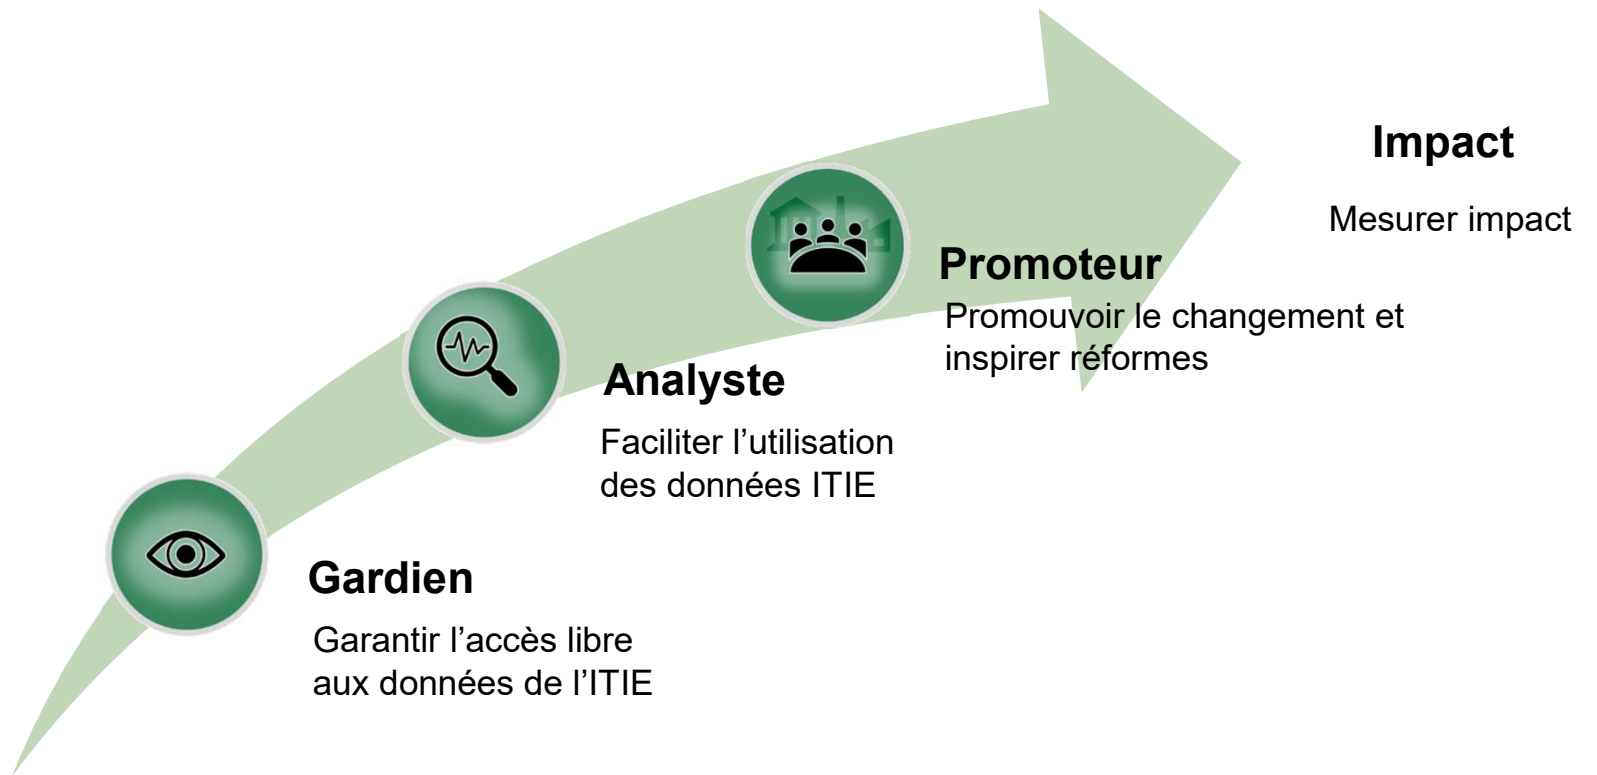 Impact
Mesurer impact
Promoteur
Promouvoir le changement et
inspirer réformes
Analyste
Faciliter l’utilisation
des données ITIE
Gardien
Garantir l’accès libre
aux données de l’ITIE